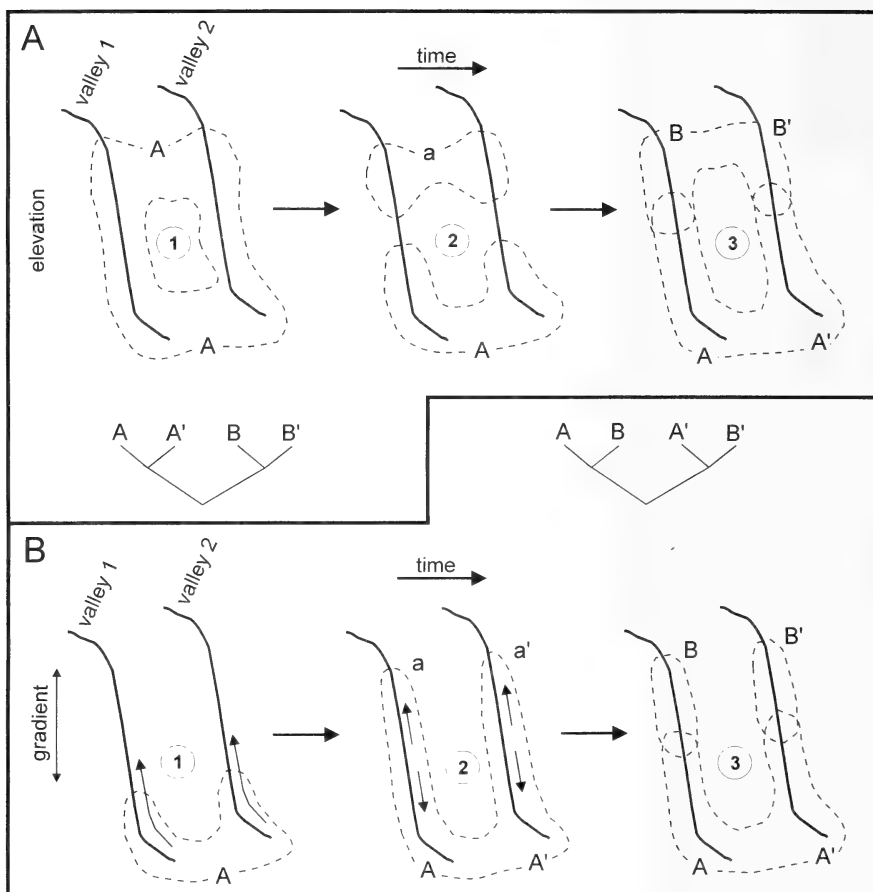 A
valley 1
valley 2
time
elevation
A
A
1
a
A
2
B
B'
A
A'
3
A A' B B'
A B A' B'
B
valley 1
valley 2
time
gradient
A
1
a
a'
A
A'
2
B
B'
A
A'
3